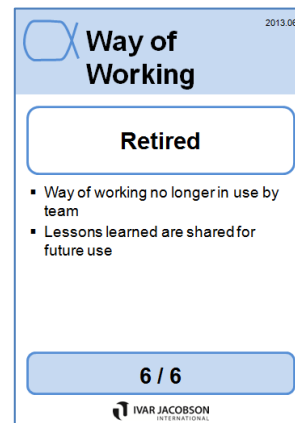 2013.06
Way of
Working
Retired
▪ Way of working no longer in use by
team
▪ Lessons learned are shared for
future use
6 / 6
IVAR JACOBSON
INTERNATIONAL